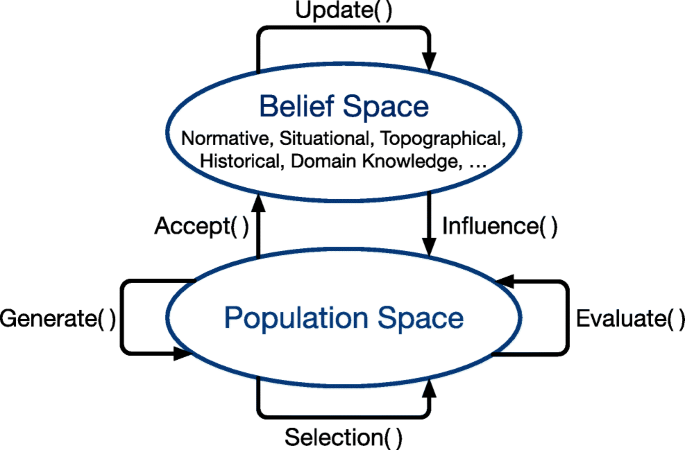 Update( )
Belief Space
Normative, Situational, Topographical,
Historical, Domain Knowledge, ...
Accept( )
Influence( )
Generate( )
Population Space
Evaluate( )
Selection( )